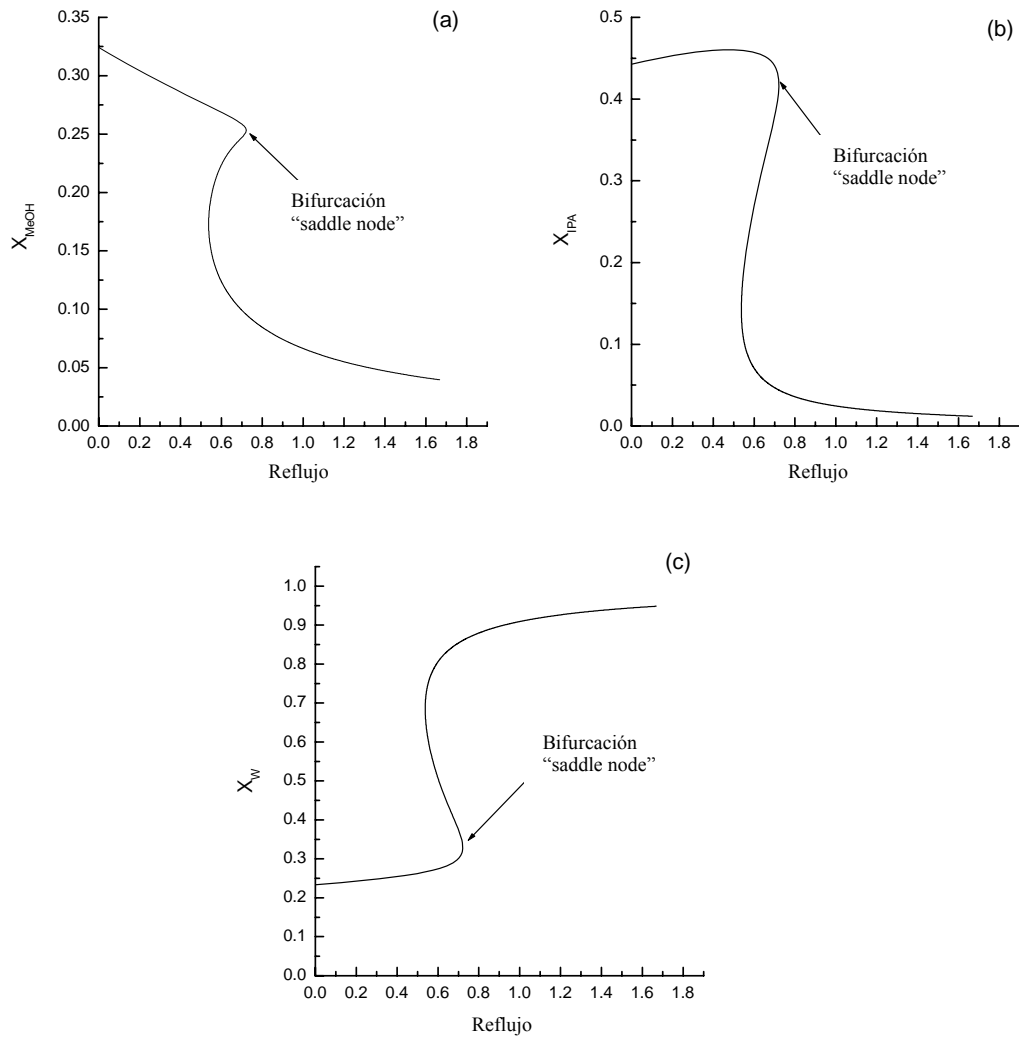 (a)
0.35
0.30
0.25
0.20
0.15
0.10
0.05
0.00
X_MeOH
Bifurcación
“saddle node”
0.0 0.2 0.4 0.6 0.8 1.0 1.2 1.4 1.6 1.8
Reflujo
(b)
0.5
0.4
0.3
0.2
0.1
0.0
X_IPA
Bifurcación
“saddle node”
0.0 0.2 0.4 0.6 0.8 1.0 1.2 1.4 1.6 1.8
Reflujo
(c)
1.0
0.9
0.8
0.7
0.6
0.5
0.4
0.3
0.2
0.1
0.0
X_W
Bifurcación
“saddle node”
0.0 0.2 0.4 0.6 0.8 1.0 1.2 1.4 1.6 1.8
Reflujo